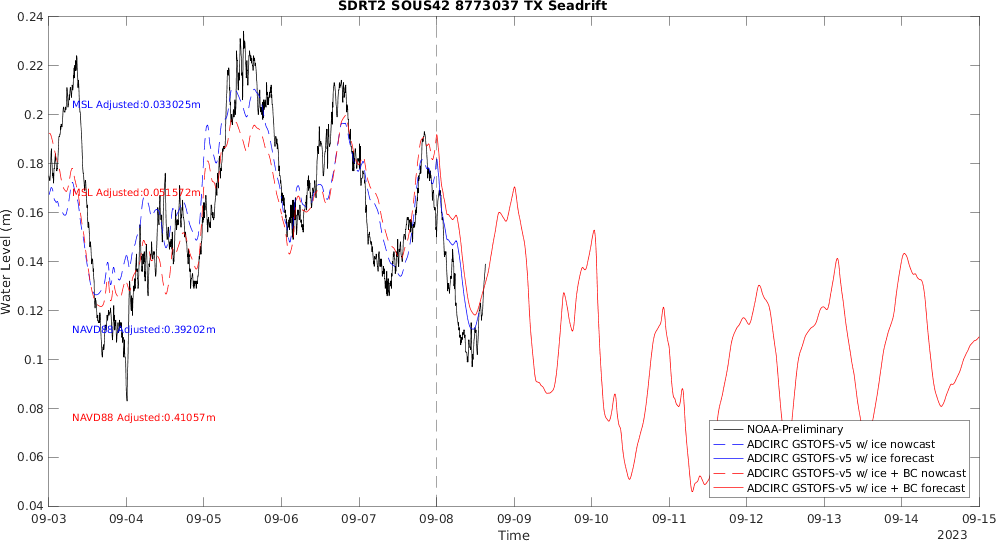 SDRT2 SOUS42 8773037 TX Seadrift
0.24
0.22
0.2
0.18
0.16
0.14
0.12
0.1
0.08
0.06
0.04
Water Level (m)
MSL Adjusted:0.033025m
MSL Adjusted:0.051572m
NAVD88 Adjusted:0.39202m
NAVD88 Adjusted:0.41057m
NOAA-Preliminary
ADCIRC GSTOFS-v5 w/ ice nowcast
ADCIRC GSTOFS-v5 w/ ice forecast
ADCIRC GSTOFS-v5 w/ ice + BC nowcast
ADCIRC GSTOFS-v5 w/ ice + BC forecast
09-03 09-04 09-05 09-06 09-07 09-08 09-09 09-10 09-11 09-12 09-13 09-14 09-15
Time
2023